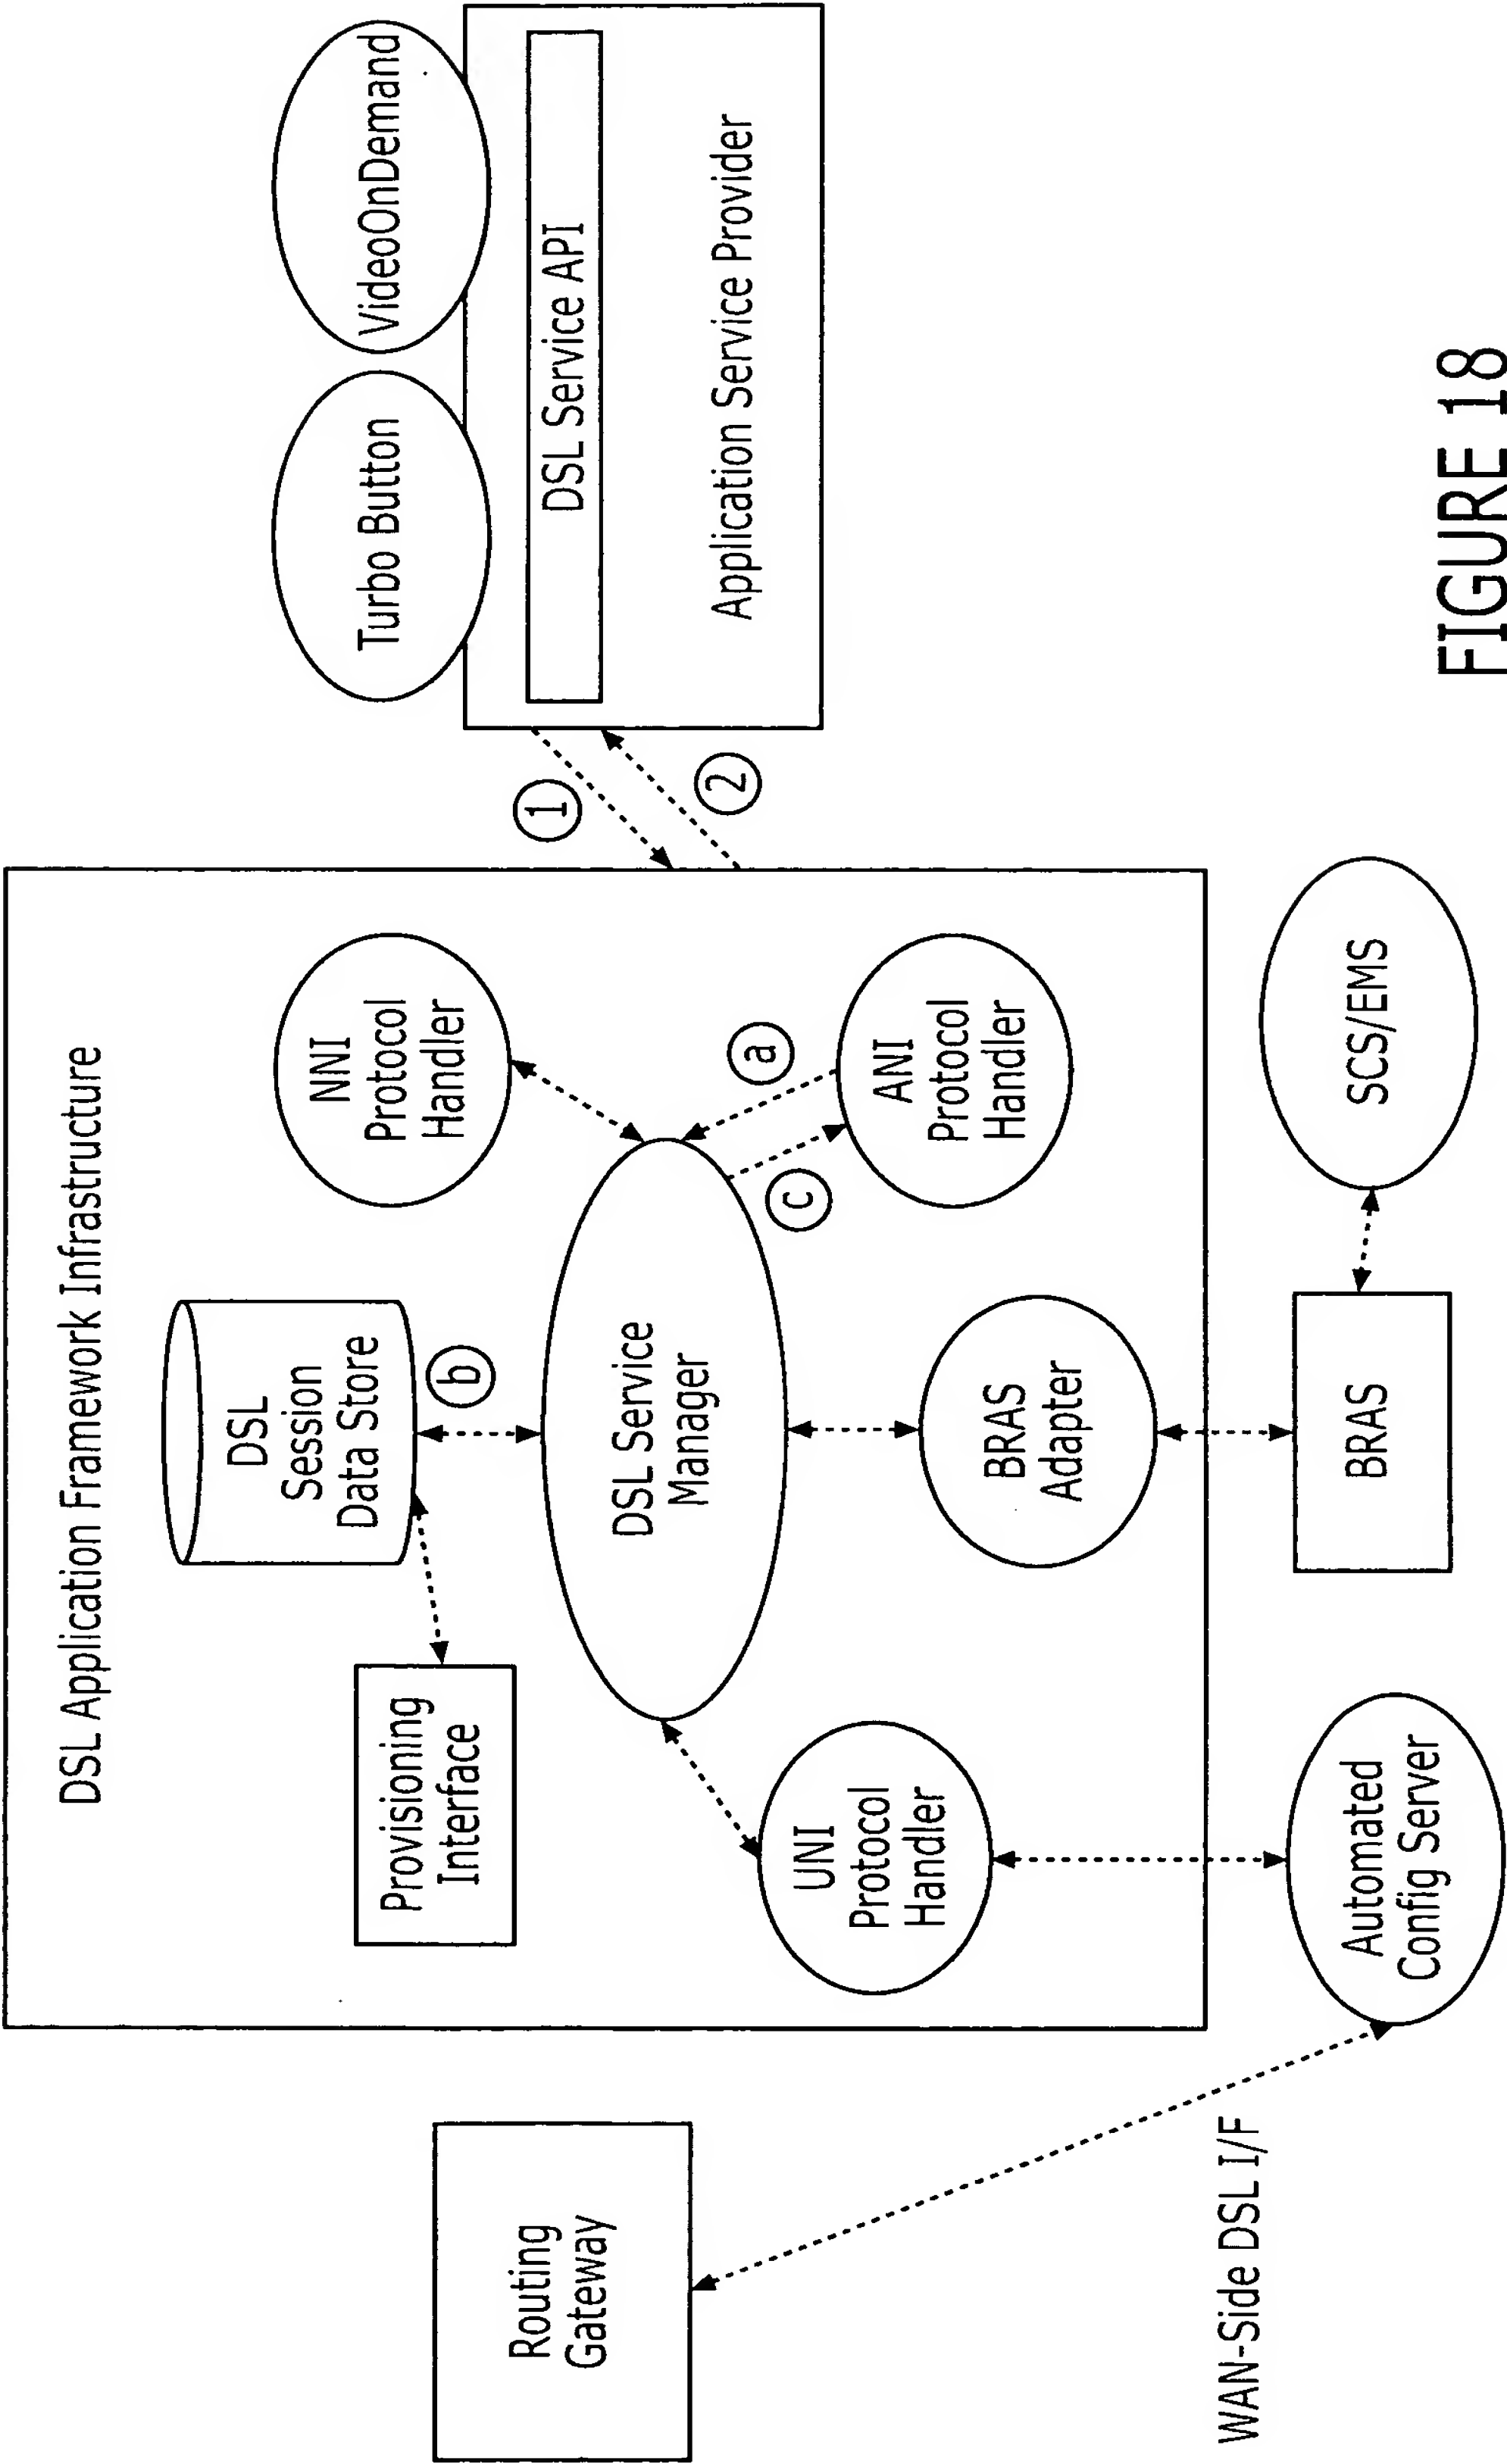 DSL Application Framework Infrastructure
Routing
Gateway
WAN-Side DSL I/F
Provisioning
Interface
DSL
Session
Data Store
b
NNI
Protocol
Handler
DSL Service
Manager
a
c
UNI
Protocol
Handler
BRAS
Adapter
ANI
Protocol
Handler
Automated
Config Server
BRAS
SCS/EMS
1
2
Turbo Button
VideoOnDemand
DSL Service API
Application Service Provider
FIGURE 18